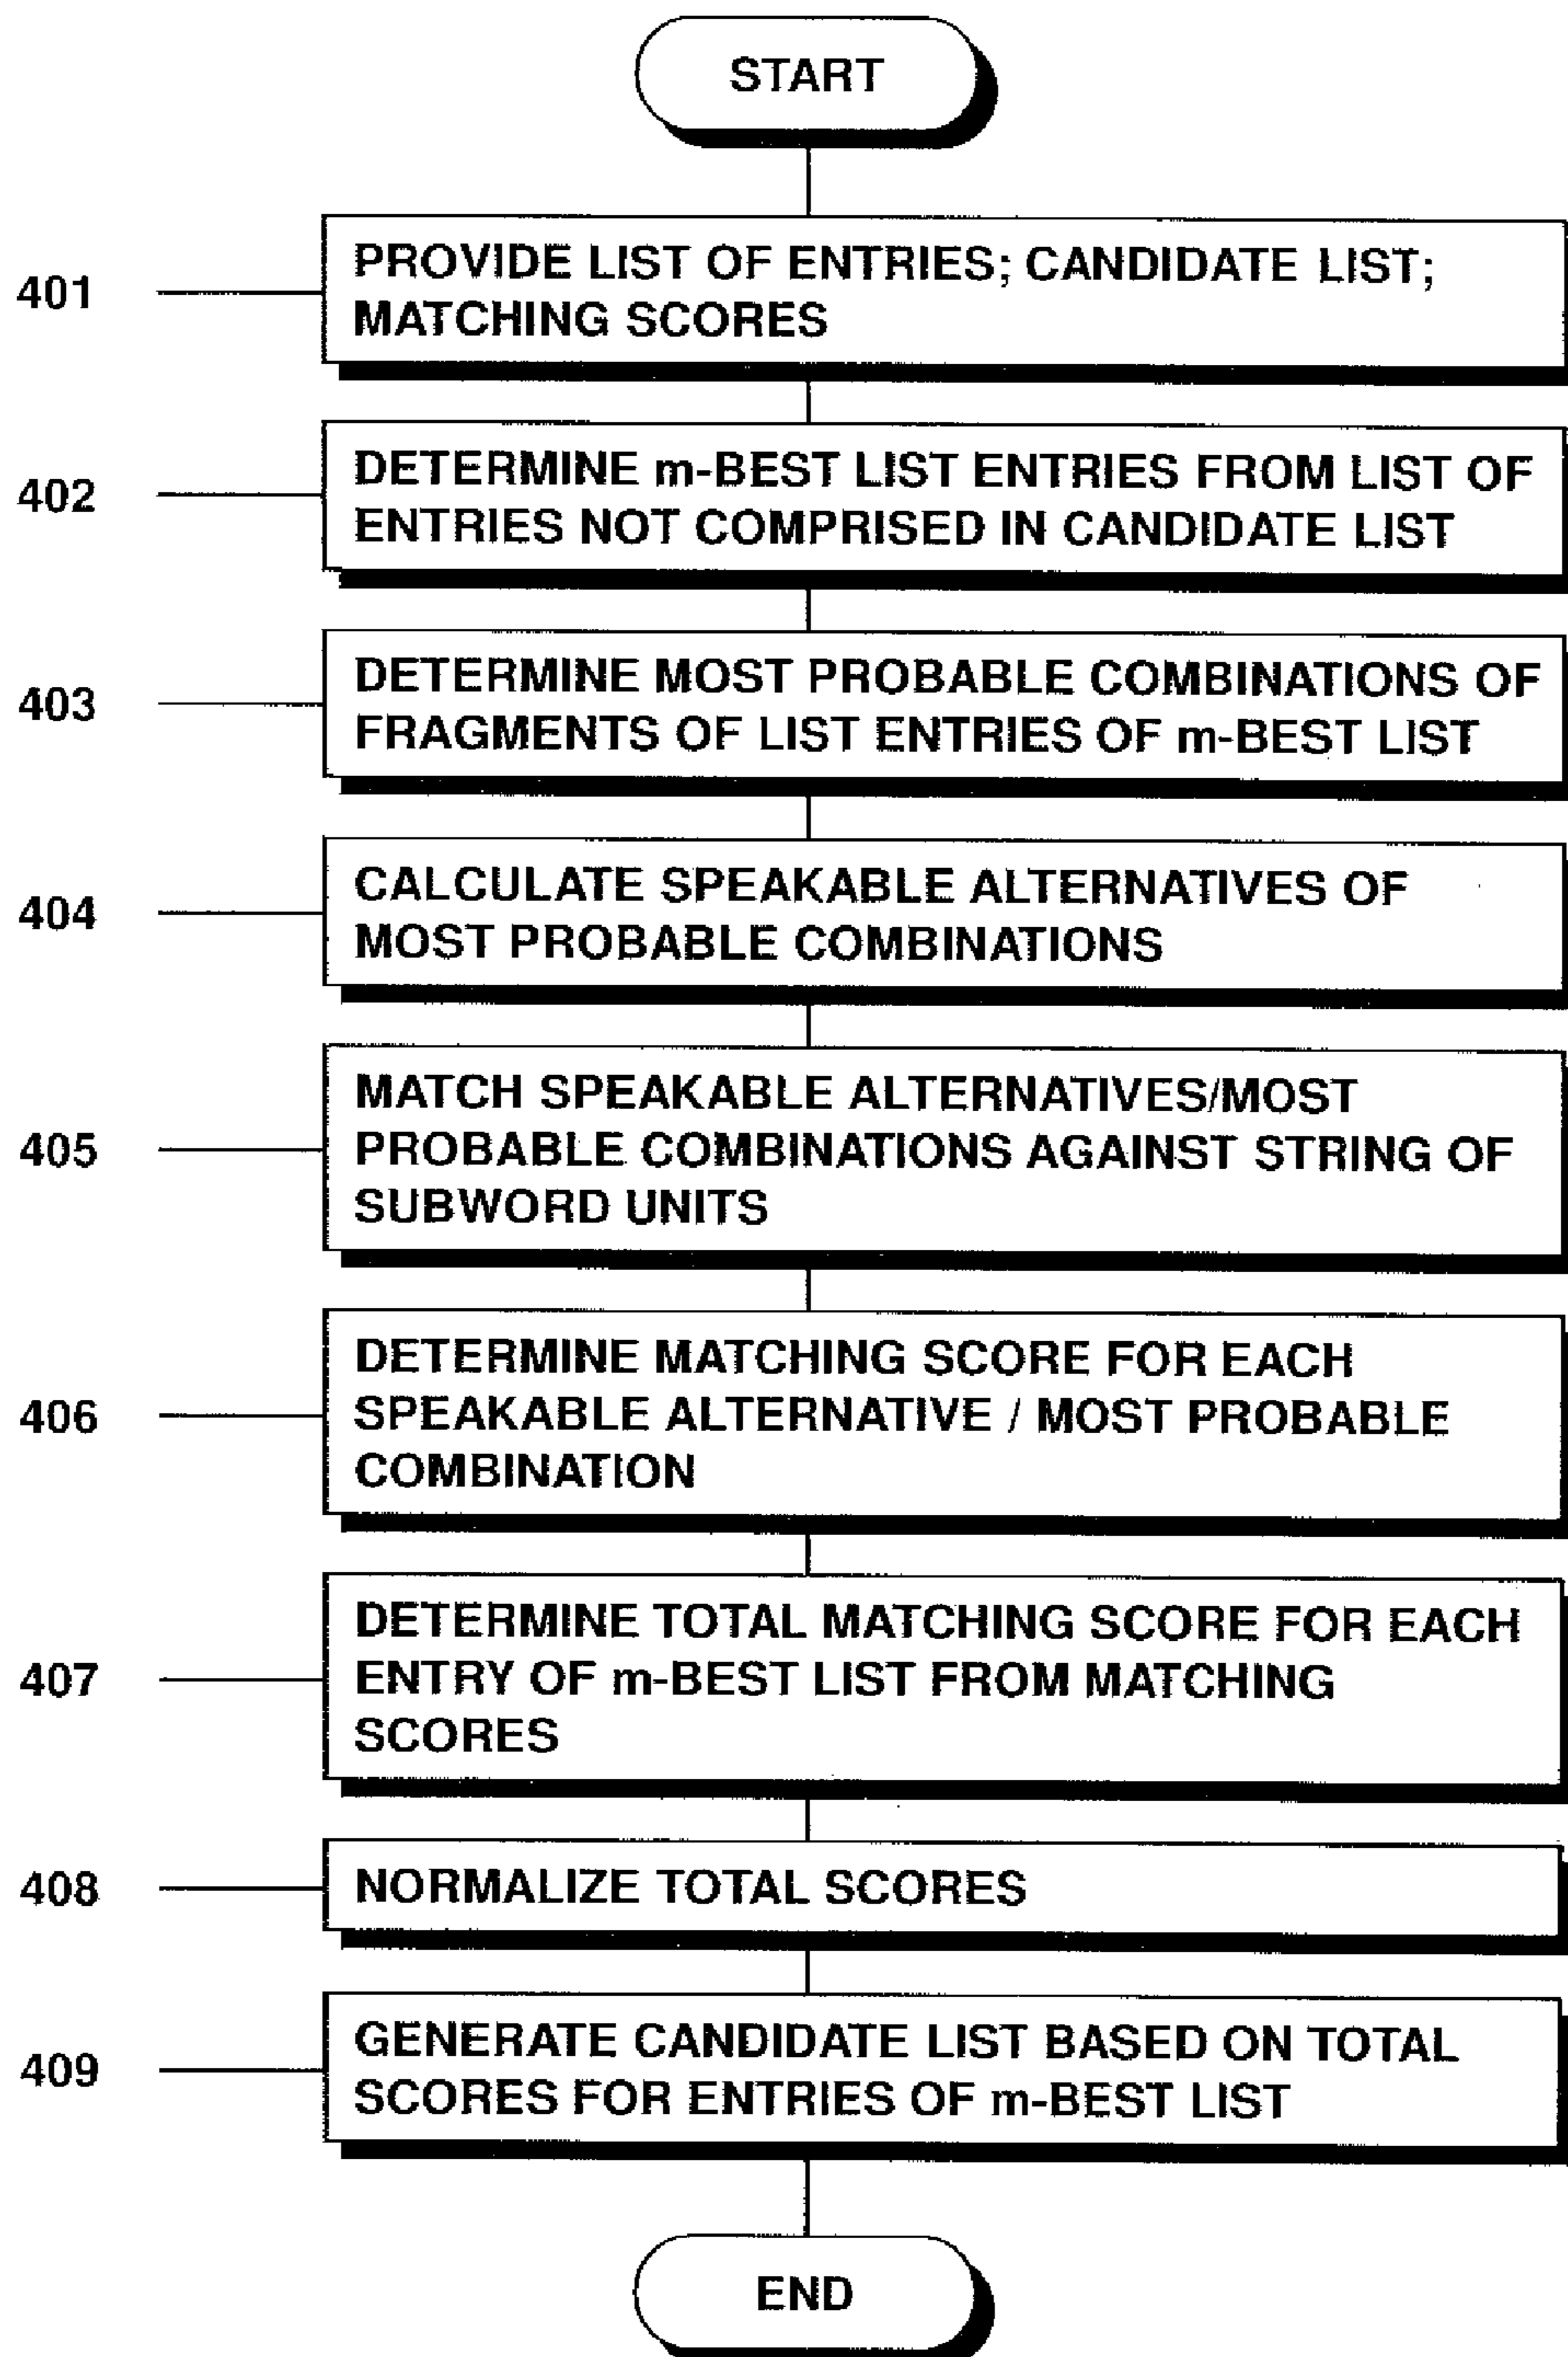 START
401
PROVIDE LIST OF ENTRIES; CANDIDATE LIST;
MATCHING SCORES
402
DETERMINE m-BEST LIST ENTRIES FROM LIST OF
ENTRIES NOT COMPRISED IN CANDIDATE LIST
403
DETERMINE MOST PROBABLE COMBINATIONS OF
FRAGMENTS OF LIST ENTRIES OF m-BEST LIST
404
CALCULATE SPEAKABLE ALTERNATIVES OF
MOST PROBABLE COMBINATIONS
405
MATCH SPEAKABLE ALTERNATIVES/MOST
PROBABLE COMBINATIONS AGAINST STRING OF
SUBWORD UNITS
406
DETERMINE MATCHING SCORE FOR EACH
SPEAKABLE ALTERNATIVE / MOST PROBABLE
COMBINATION
407
DETERMINE TOTAL MATCHING SCORE FOR EACH
ENTRY OF m-BEST LIST FROM MATCHING
SCORES
408
NORMALIZE TOTAL SCORES
409
GENERATE CANDIDATE LIST BASED ON TOTAL
SCORES FOR ENTRIES OF m-BEST LIST
END